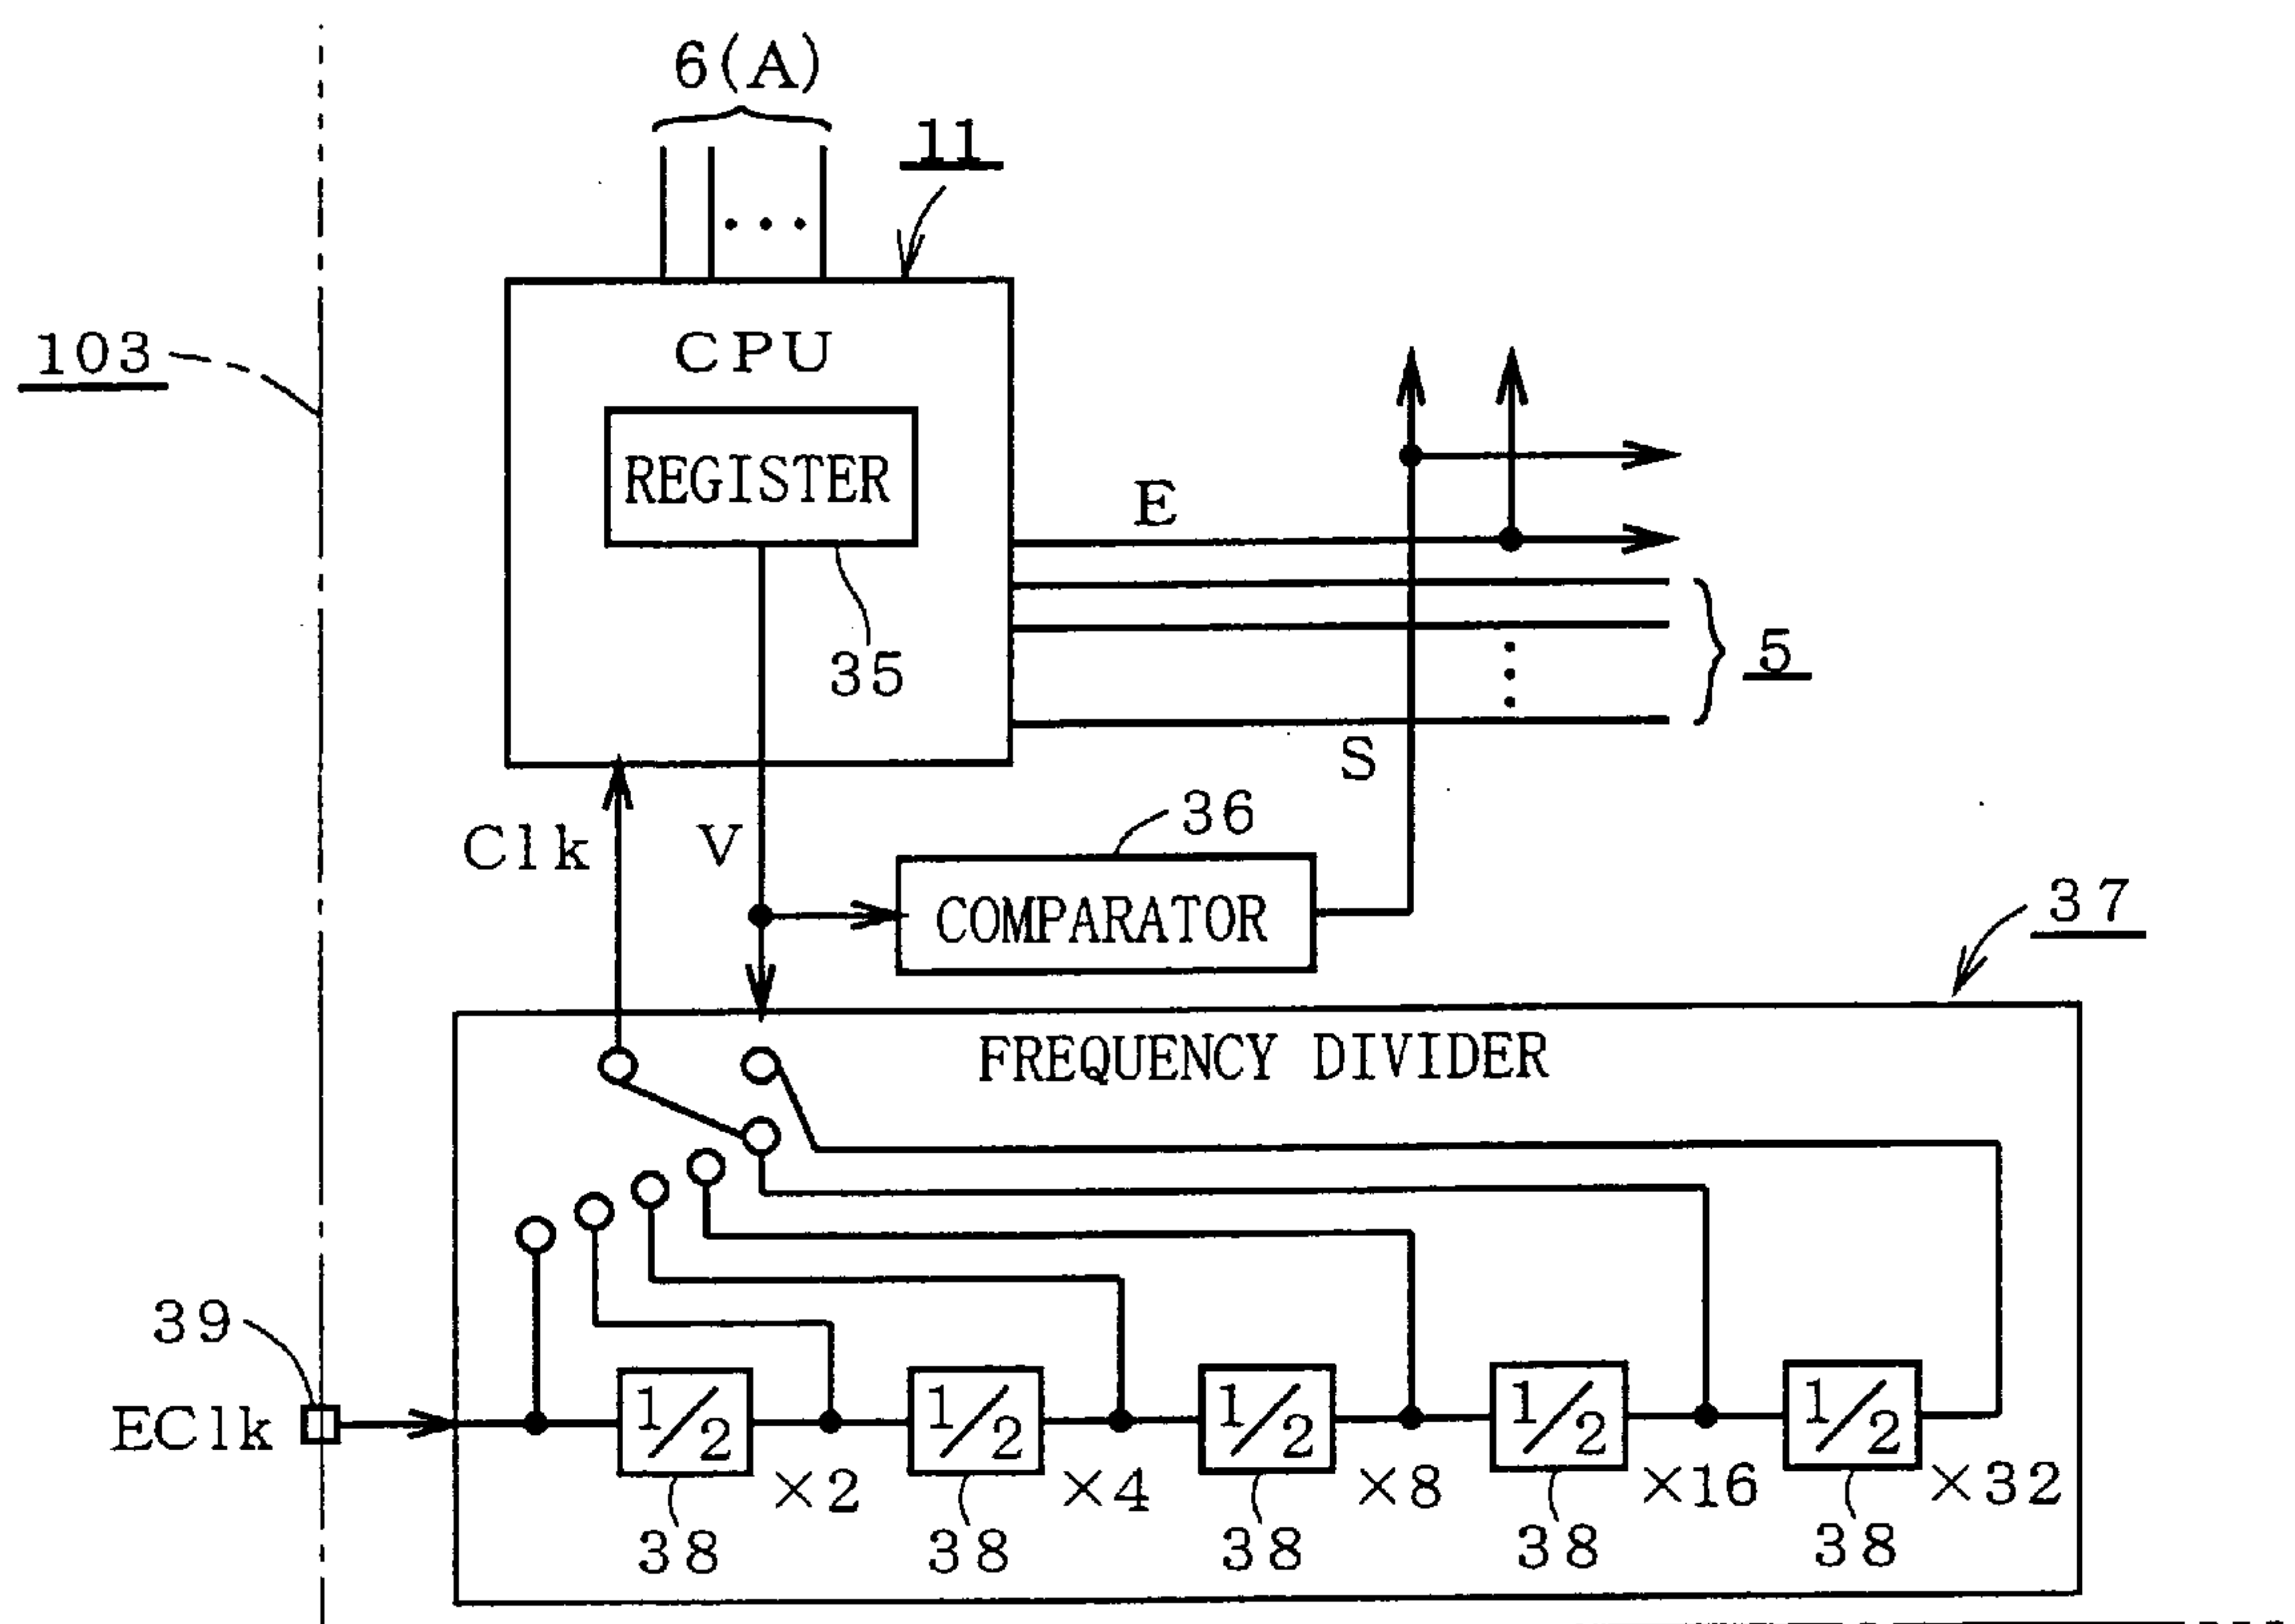 6(A)
11
103
CPU
REGISTER
E
35
5
S
36
Clk
V
COMPARATOR
37
FREQUENCY DIVIDER
39
EClk
1/2
1/2
1/2
1/2
1/2
×2
×4
×8
×16
×32
38
38
38
38
38